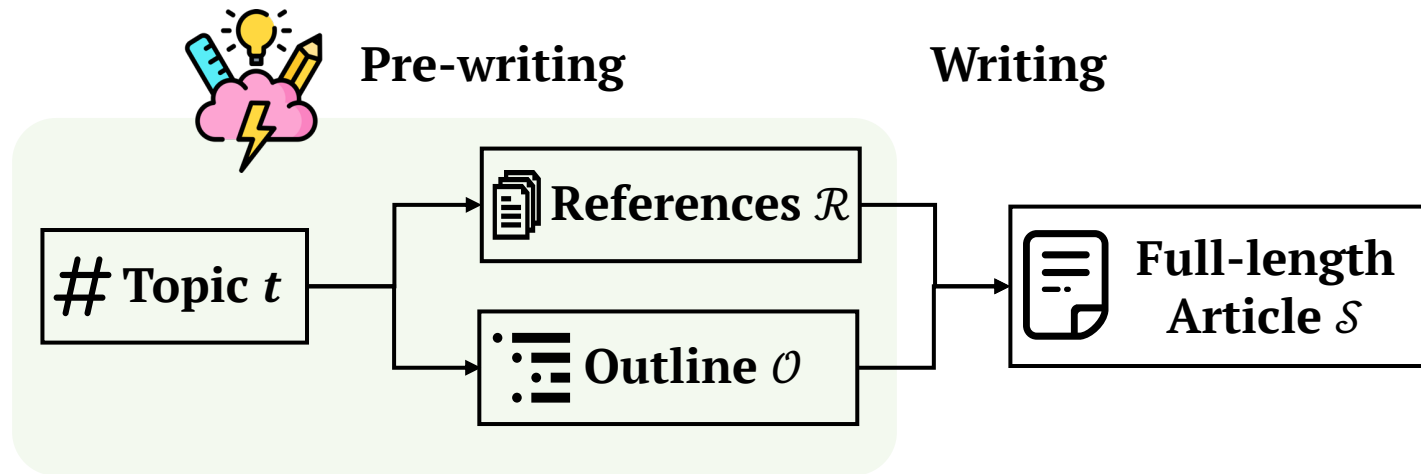 Pre-writing
Writing
# Topic t
References ℛ
Outline 𝒪
Full-length
Article 𝒮